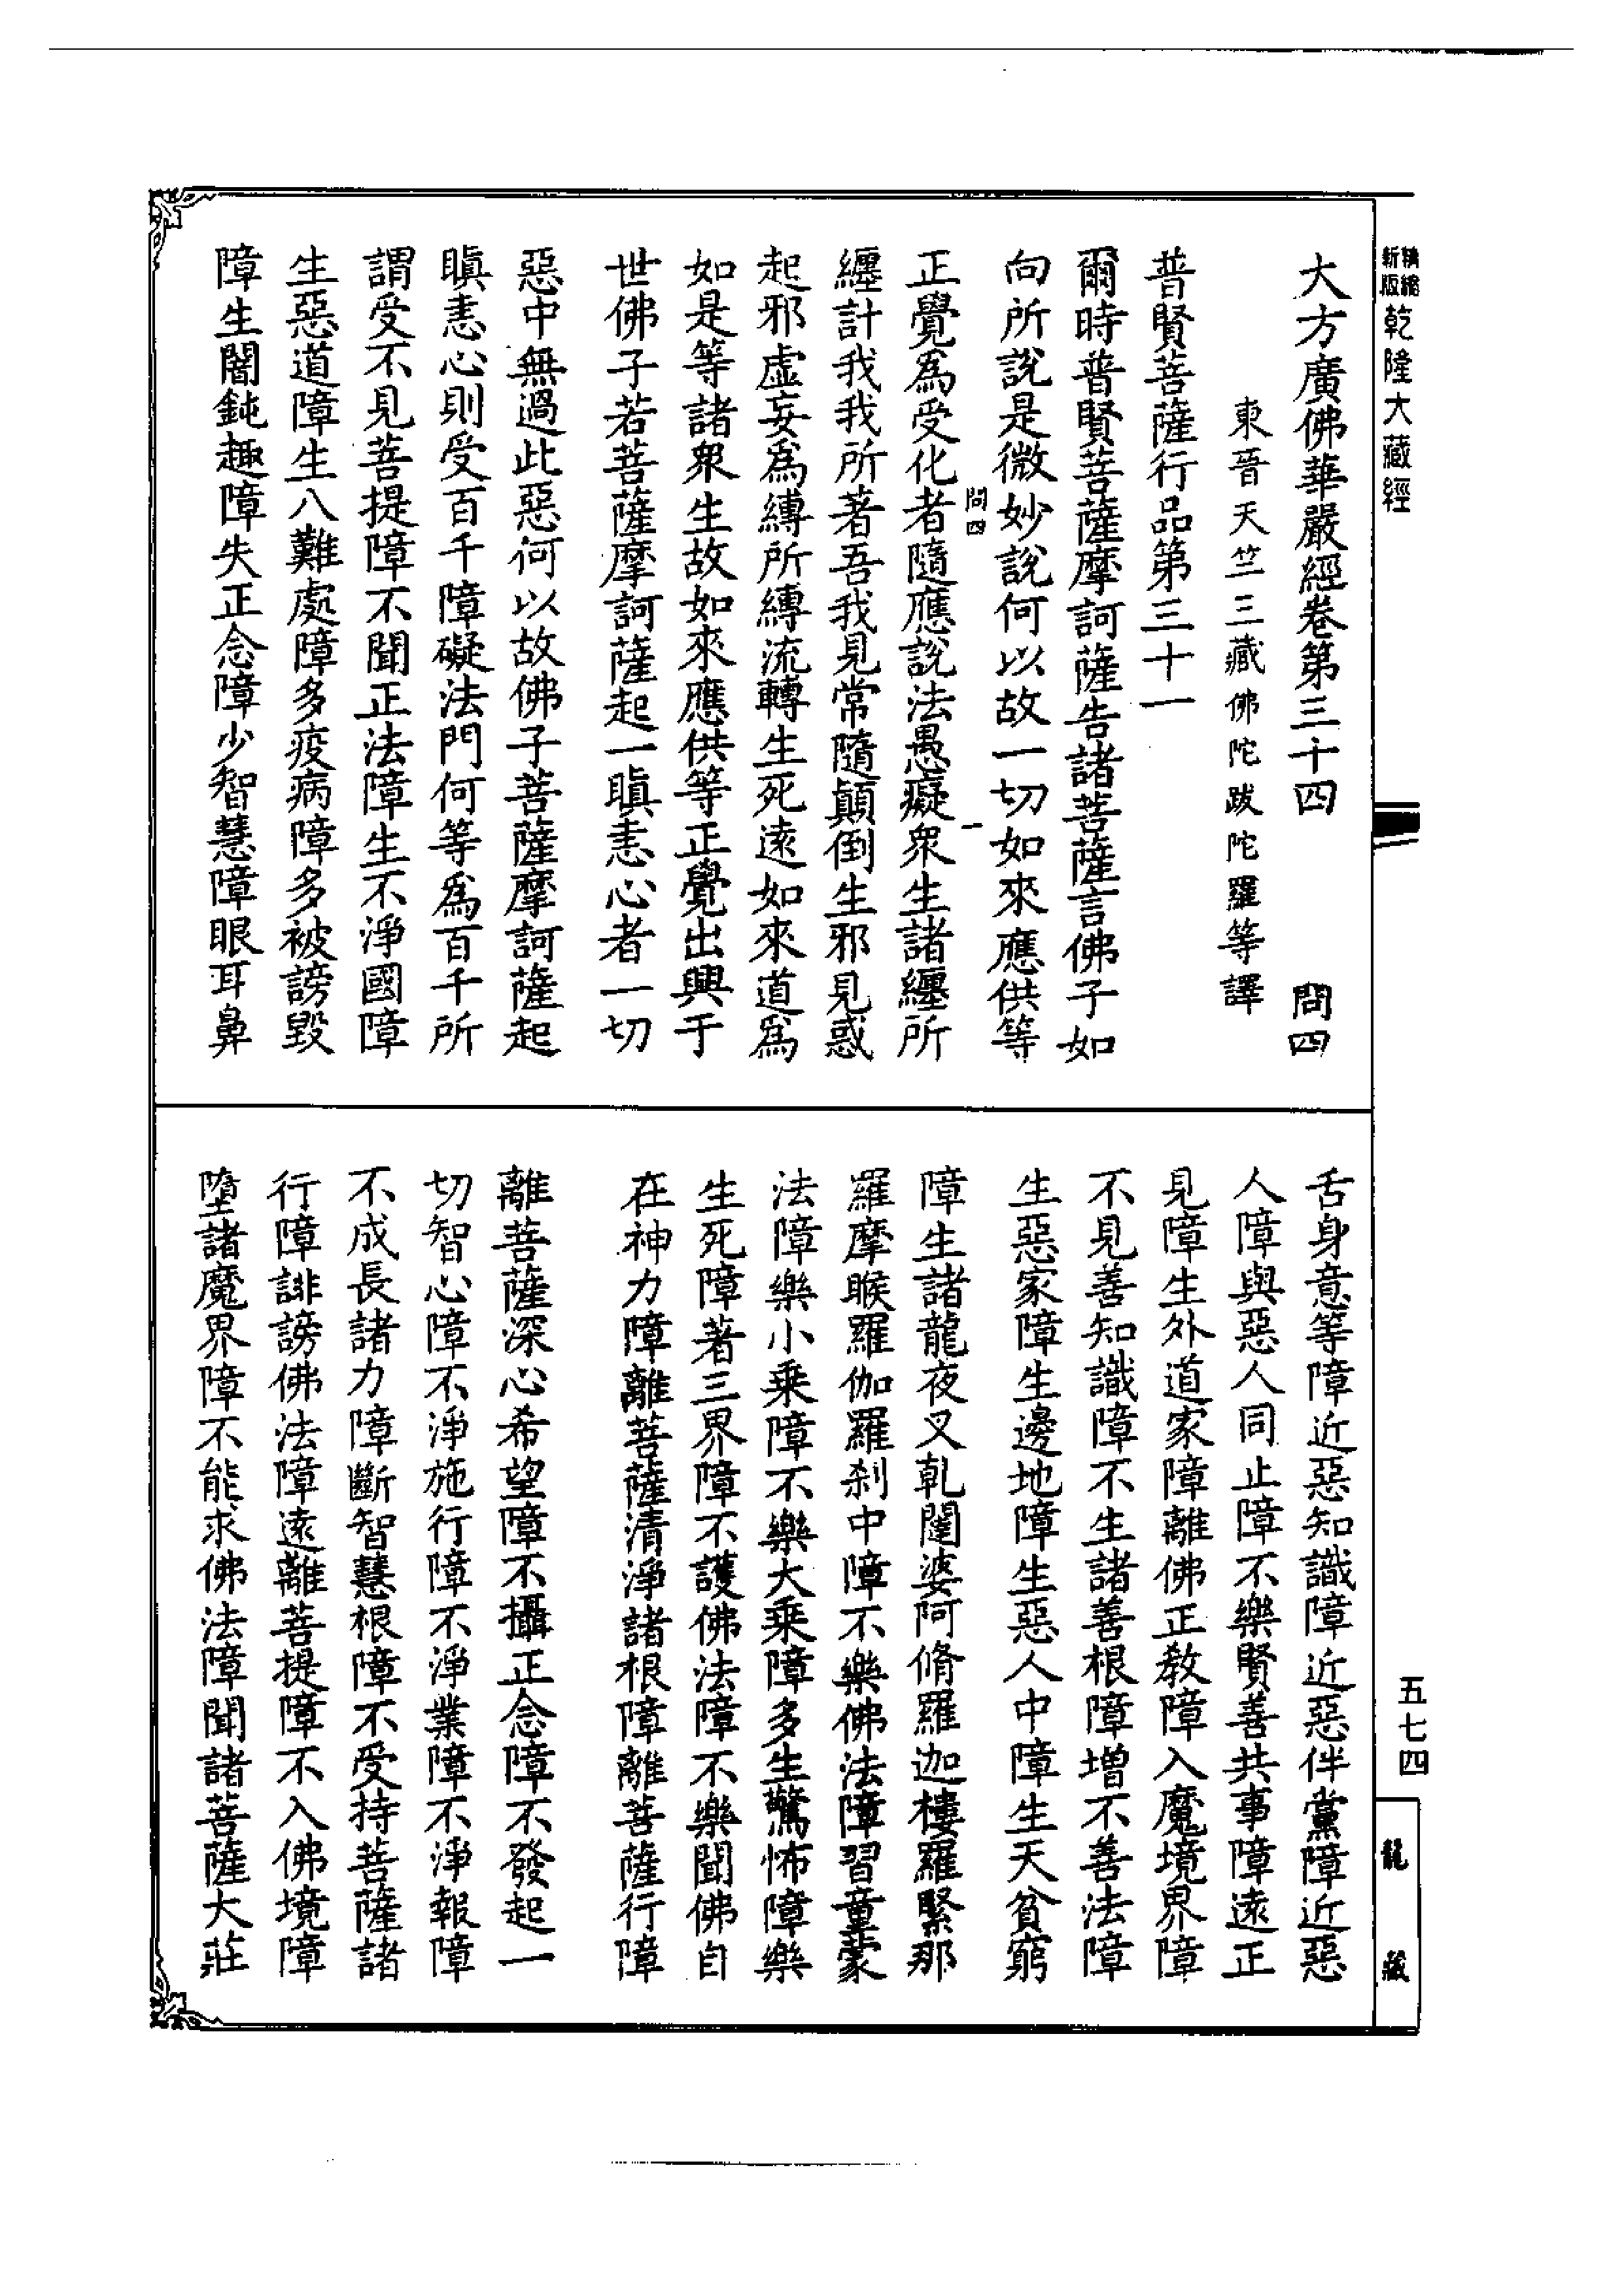 精縮新版乾隆大藏經
大方廣佛華嚴經卷第三十四 問四
東晉天竺三藏佛陀跋陀羅等譯
普賢菩薩行品第三十一
爾時普賢菩薩摩訶薩告諸菩薩言佛子如
向所說是微妙說何以故一切如來應供等
問四 一
正覺為受化者隨應說法愚癡眾生諸纏所
纏計我我所著吾我見常隨顛倒生邪見惑
起邪虛妄為縛所縛流轉生死遠如來道為
如是等諸眾生故如來應供等正覺出興于
世佛子若菩薩摩訶薩起一瞋恚心者一切
惡中無過此惡何以故佛子菩薩摩訶薩起
瞋恚心則受百千障礙法門何等為百千所
謂受不見菩提障不聞正法障生不淨國障
生惡道障生八難處障多疫病障多被謗毀
障生闇鈍趣障失正念障少智慧障眼耳鼻
舌身意等障近惡知識障近惡伴黨障近惡
人障與惡人同止障不樂賢善共事障遠正
見障生外道家障離佛正教障入魔境界障
不見善知識障不生諸善根障增不善法障
生惡家障生邊地障生惡人中障生天貧窮
障生諸龍夜叉乾闥婆阿脩羅迦樓羅緊那
羅摩睺羅伽羅剎中障不樂佛法障習童蒙
法障樂小乘障不樂大乘障多生驚怖障樂
生死障著三界障不護佛法障不樂聞佛自
在神力障離菩薩清淨諸根障離菩薩行障
離菩薩深心希望障不攝正念障不發起一
切智心障不淨施行障不淨業障不淨報障
不成長諸力障斷智慧根障不受持菩薩諸
行障誹謗佛法障遠離菩提障不入佛境障
墮諸魔界障不能求佛法障聞諸菩薩大莊
五七四
龍藏